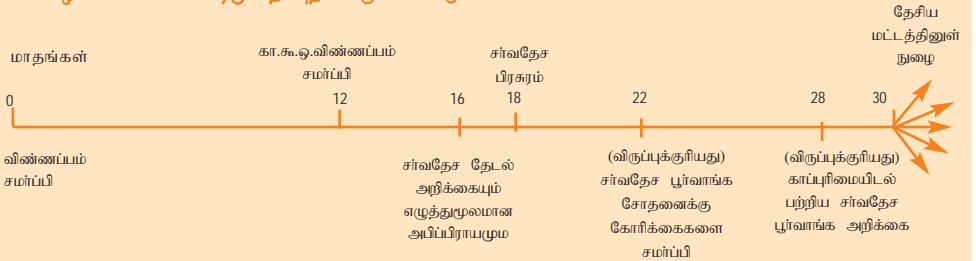 தேசிய
மட்டத்தினுள்
நுழை
மாதங்கள்
கா.கூ.ஒ.விண்ணப்பம்
சமர்ப்பி
சர்வதேச
பிரசுரம்
0
12
16
18
22
28
30
விண்ணப்பம்
சமர்ப்பி
சர்வதேச தேடல்
அறிக்கையும்
எழுத்துமூலமான
அபிப்பிராயமும
(விருப்புக்குரியது)
சர்வதேச பூர்வாங்க
சோதனைக்கு
கோரிக்கைகளை
சமர்ப்பி
(விருப்புக்குரியது)
காப்புரிமையிடல்
பற்றிய சர்வதேச
பூர்வாங்க அறிக்கை